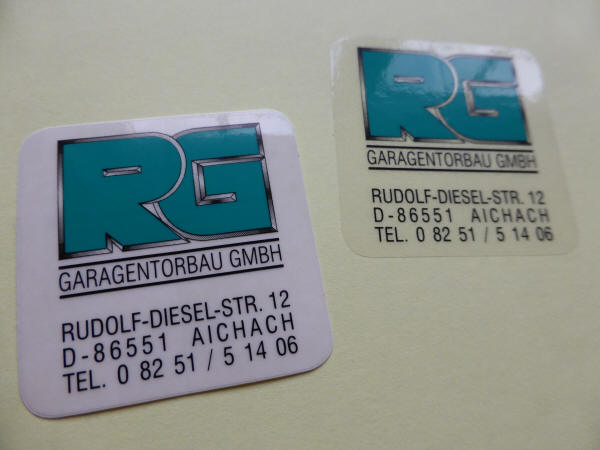 RG
GARAGENTORBAU GMBH
RUDOLF-DIESEL-STR. 12
D-86551 AICHACH
TEL. 0 82 51 / 5 14 06
RG
GARAGENTORBAU GMBH
RUDOLF-DIESEL-STR. 12
D-86551 AICHACH
TEL. 0 82 51 / 5 14 06